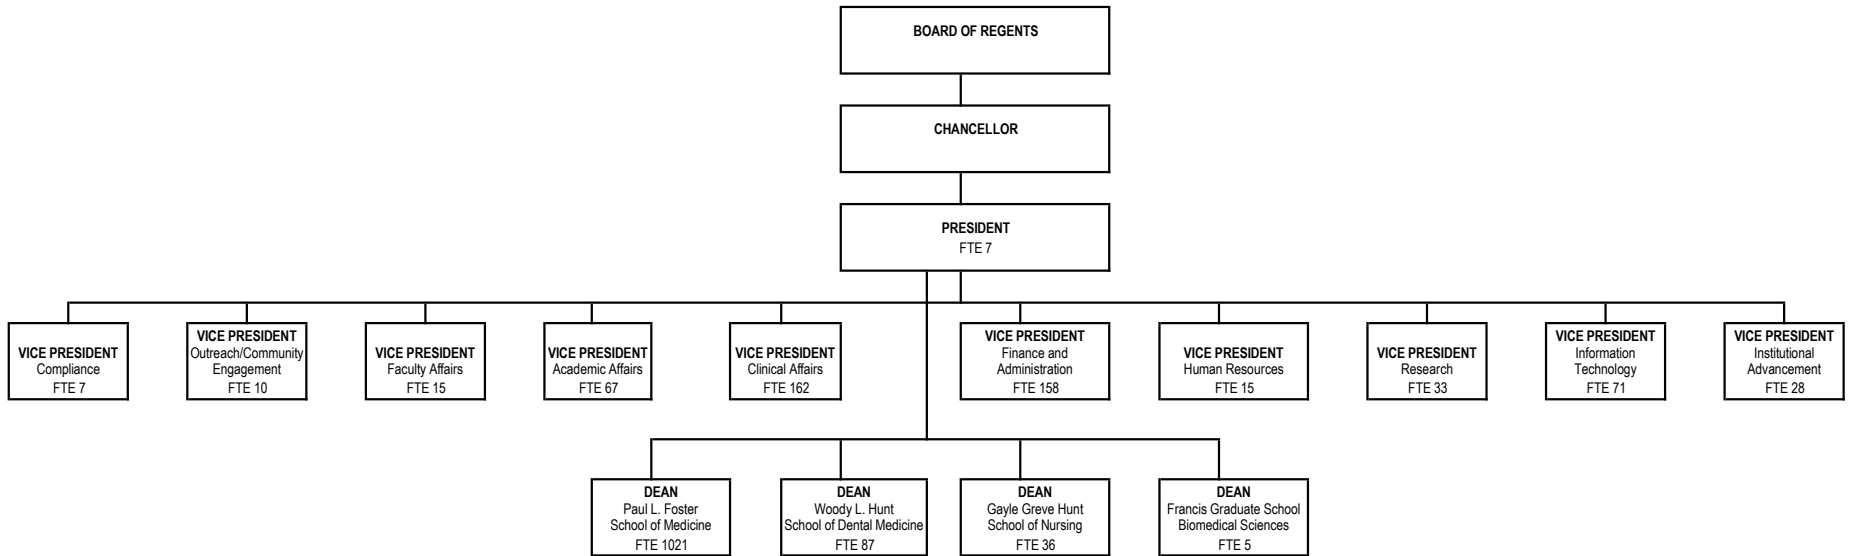 BOARD OF REGENTS
CHANCELLOR
PRESIDENT
FTE 7
VICE PRESIDENT
Compliance
FTE 7
VICE PRESIDENT
Outreach/Community
Engagement
FTE 10
VICE PRESIDENT
Faculty Affairs
FTE 15
VICE PRESIDENT
Academic Affairs
FTE 67
VICE PRESIDENT
Clinical Affairs
FTE 162
VICE PRESIDENT
Finance and
Administration
FTE 158
VICE PRESIDENT
Human Resources
FTE 15
VICE PRESIDENT
Research
FTE 33
VICE PRESIDENT
Information
Technology
FTE 71
VICE PRESIDENT
Institutional
Advancement
FTE 28
DEAN
Paul L. Foster
School of Medicine
FTE 1021
DEAN
Woody L. Hunt
School of Dental Medicine
FTE 87
DEAN
Gayle Greve Hunt
School of Nursing
FTE 36
DEAN
Francis Graduate School
Biomedical Sciences
FTE 5